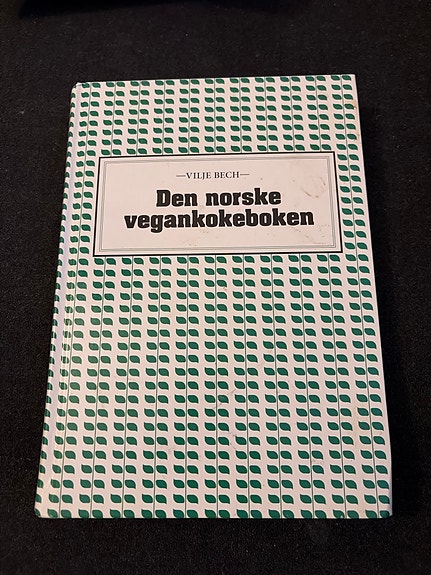 —VILJE BECH—
Den norske
vegankokeboken